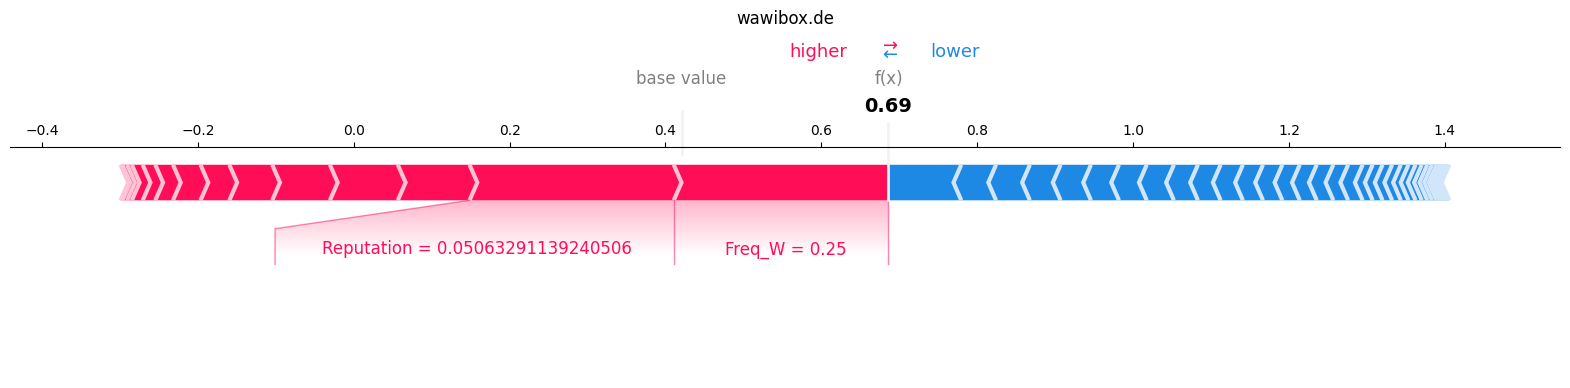 wawibox.de
higher ⇄ lower
base value f(x)
0.69
−0.4 −0.2 0.0 0.2 0.4 0.6 0.8 1.0 1.2 1.4
Reputation = 0.05063291139240506 Freq_W = 0.25